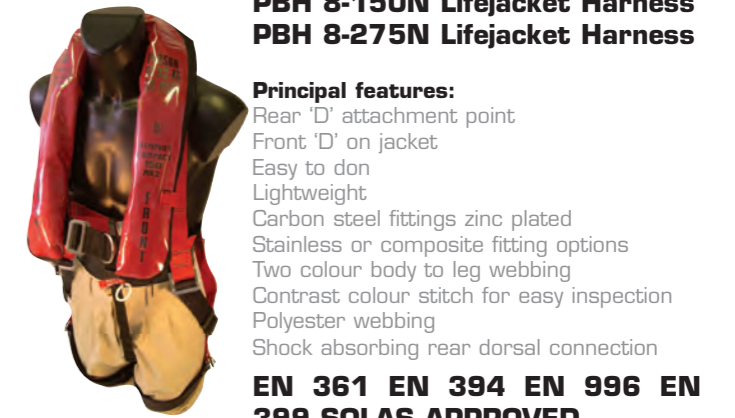 PBH 8-150N Lifejacket Harness
PBH 8-275N Lifejacket Harness
Principal features:
Rear ‘D’ attachment point
Front ‘D’ on jacket
Easy to don
Lightweight
Carbon steel fittings zinc plated
Stainless or composite fitting options
Two colour body to leg webbing
Contrast colour stitch for easy inspection
Polyester webbing
Shock absorbing rear dorsal connection
EN 361 EN 394 EN 996 EN
399 SOLAS APPROVED
FRONT